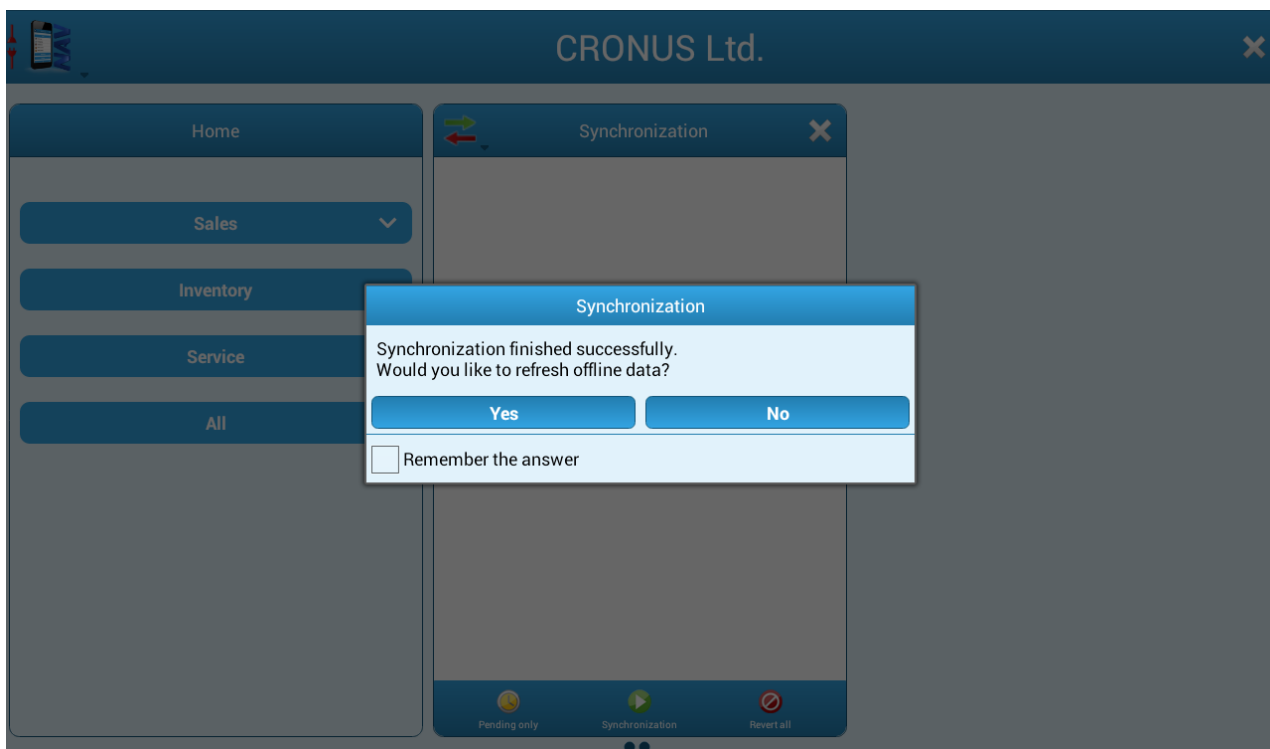 NAV
CRONUS Ltd.
Home
Synchronization
Sales
Inventory
Service
All
Synchronization
Synchronization finished successfully.
Would you like to refresh offline data?
Yes
No
Remember the answer
Pending only
Synchronization
Revert all